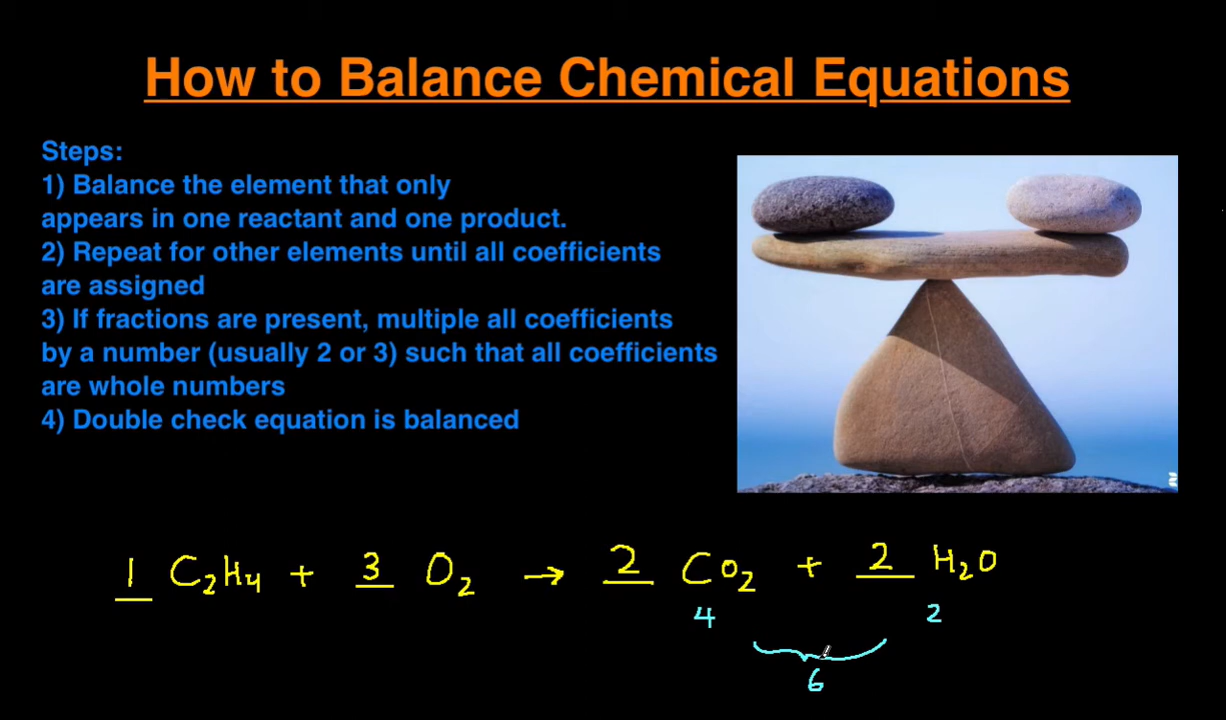 How to Balance Chemical Equations
Steps:
1) Balance the element that only
appears in one reactant and one product.
2) Repeat for other elements until all coefficients
are assigned
3) If fractions are present, multiple all coefficients
by a number (usually 2 or 3) such that all coefficients
are whole numbers
4) Double check equation is balanced
1 C₂H₄ + 3 O₂ → 2 CO₂ + 2 H₂O
4 2
6